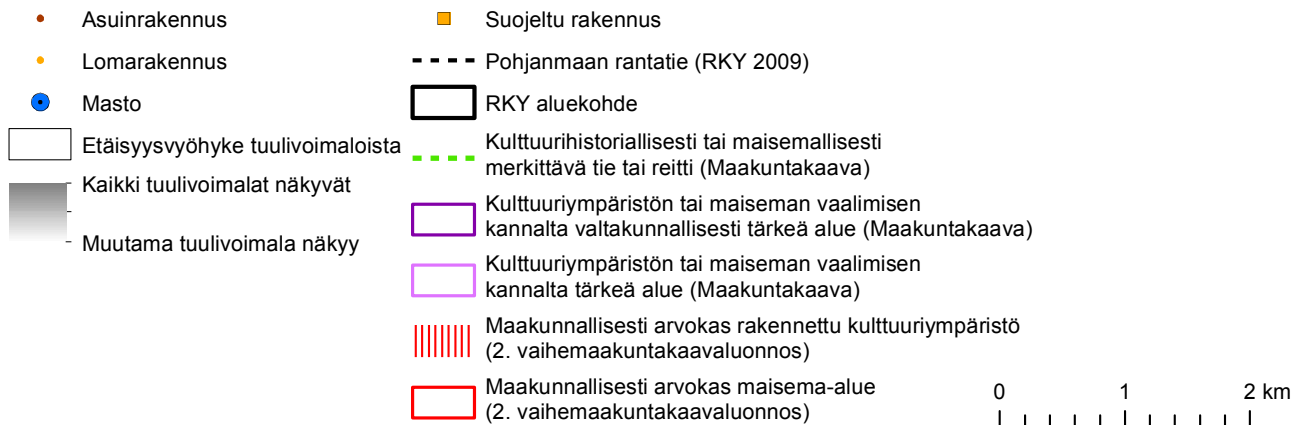 Asuinrakennus
Lomarakennus
Masto
Etäisyysvyöhyke tuulivoimaloista
Kaikki tuulivoimalat näkyvät
Muutama tuulivoimala näkyy
Suojeltu rakennus
Pohjanmaan rantatie (RKY 2009)
RKY aluekohde
Kulttuurihistoriallisesti tai maisemallisesti
merkittävä tie tai reitti (Maakuntakaava)
Kulttuuriympäristön tai maiseman vaalimisen
kannalta valtakunnallisesti tärkeä alue (Maakuntakaava)
Kulttuuriympäristön tai maiseman vaalimisen
kannalta tärkeä alue (Maakuntakaava)
Maakunnallisesti arvokas rakennettu kulttuuriympäristö
(2. vaihemaakuntakaavaluonnos)
Maakunnallisesti arvokas maisema-alue
(2. vaihemaakuntakaavaluonnos)
0 1 2 km